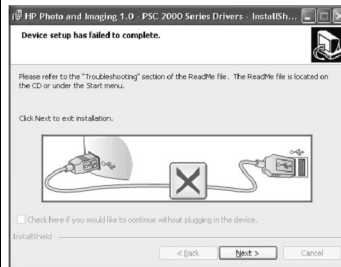 HP Photo and Imaging 1.0 - PSC 2000 Series Drivers - InstallSh...
Device setup has failed to complete.
Please refer to the "Troubleshooting" section of the ReadMe file. The ReadMe file is located on
the CD or under the Start menu.
Click Next to exit installation.
Check here if you would like to continue without plugging in the device.
InstallShield
< Back Next > Cancel